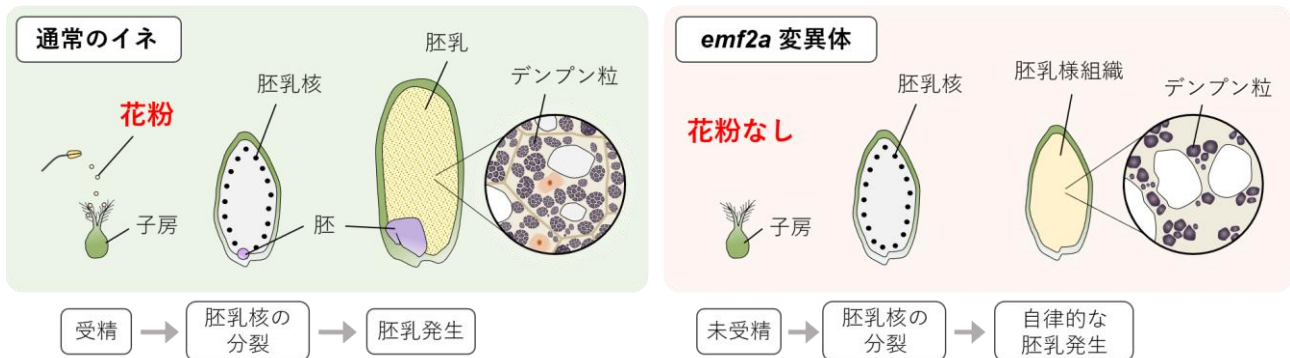 通常のイネ
花粉
子房
胚乳核
胚
胚乳
デンプン粒
受精
胚乳核の
分裂
胚乳発生
emf2a 変異体
花粉なし
子房
胚乳核
胚乳様組織
デンプン粒
未受精
胚乳核の
分裂
自律的な
胚乳発生